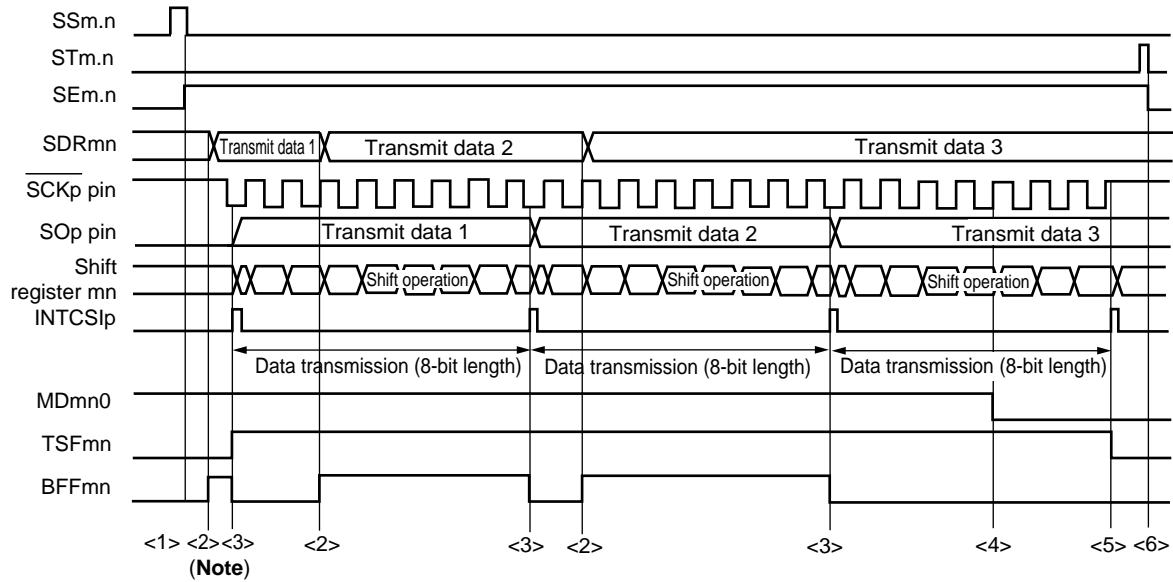 SSm.n
STm.n
SEm.n
SDRmn
Transmit data 1
Transmit data 2
Transmit data 3
SCKp pin
SOp pin
Transmit data 1
Transmit data 2
Transmit data 3
Shift
register mn
Shift operation
Shift operation
Shift operation
INTCSIp
Data transmission (8-bit length)
Data transmission (8-bit length)
Data transmission (8-bit length)
MDmn0
TSFmn
BFFmn
<1> <2> <3> <2> <3> <2> <3> <4> <5> <6>
(Note)